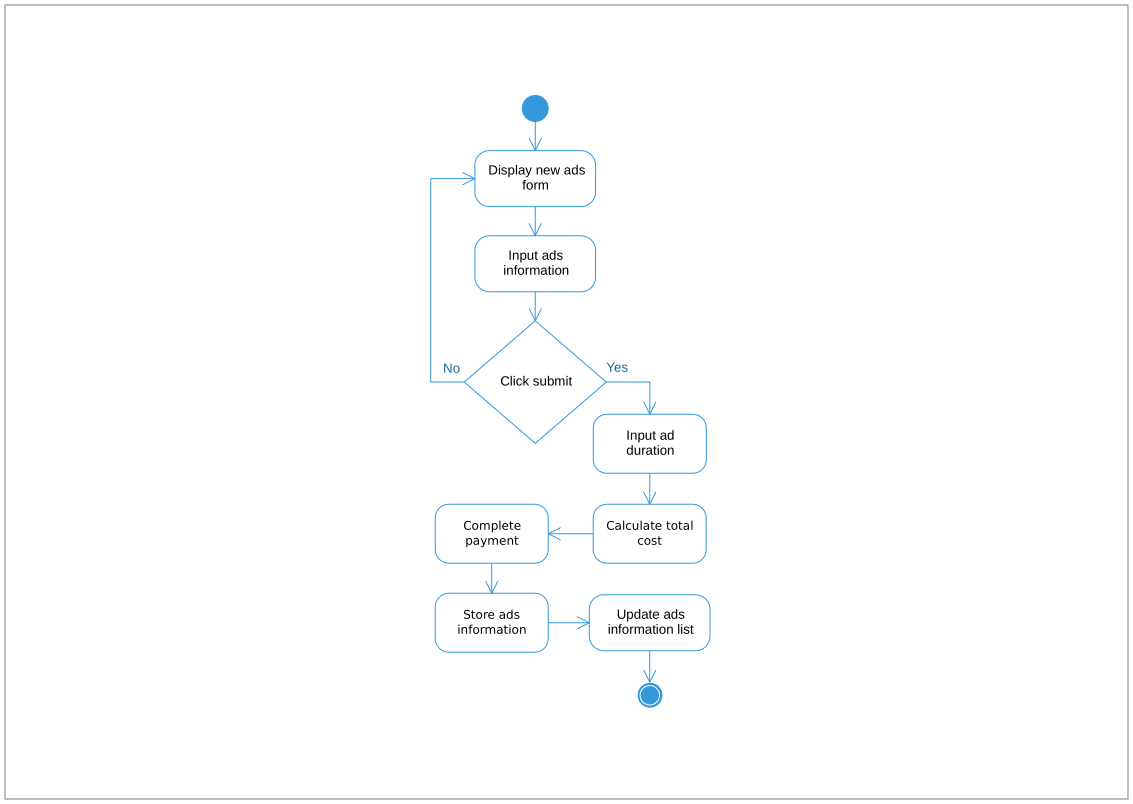 Display new ads
form
Input ads
information
No
Yes
Click submit
Input ad
duration
Complete
payment
Calculate total
cost
Store ads
information
Update ads
information list